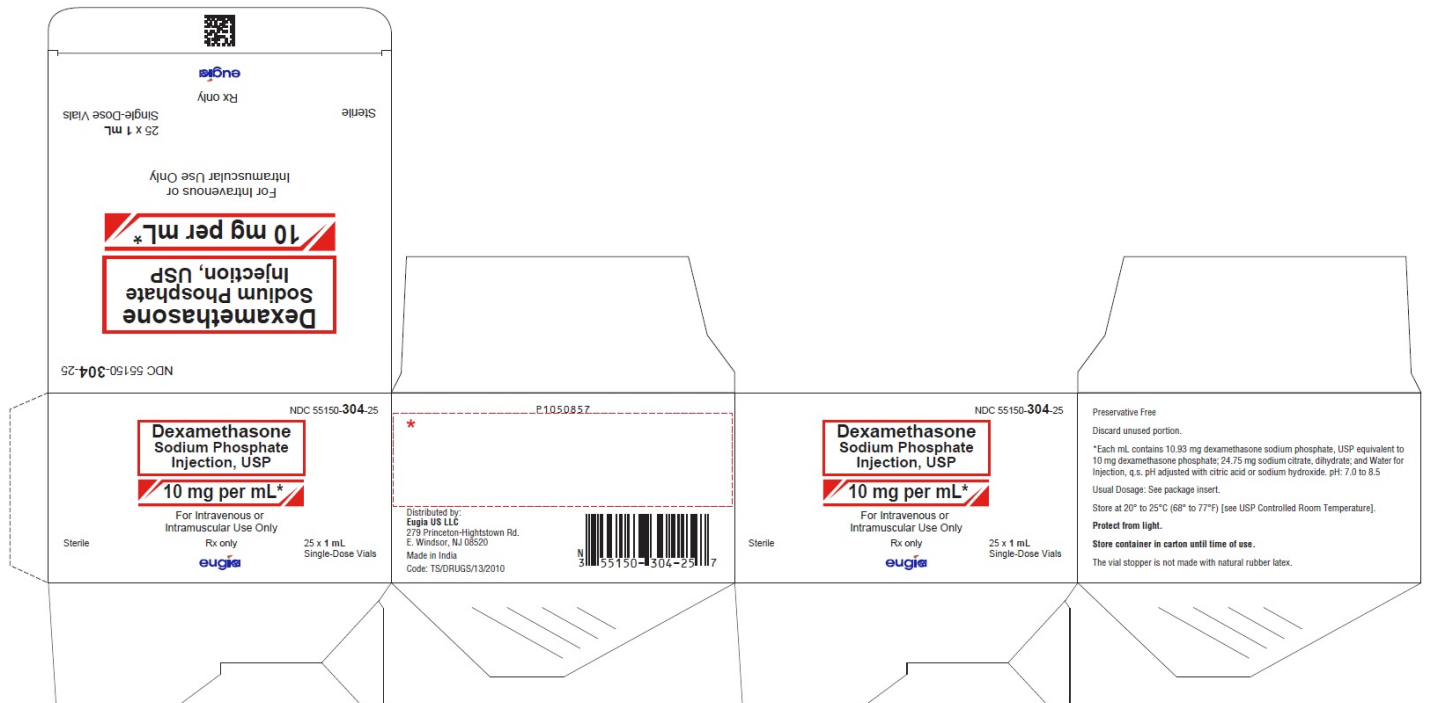 eugia
Rx only
Sterile
25 x 1 mL
Single-Dose Vials
For Intravenous or
Intramuscular Use Only
10 mg per mL*
Dexamethasone
Sodium Phosphate
Injection, USP
NDC 55150-304-25
NDC 55150-304-25
Dexamethasone
Sodium Phosphate
Injection, USP
10 mg per mL*
For Intravenous or
Intramuscular Use Only
Sterile
Rx only
25 x 1 mL
Single-Dose Vials
eugia
P1050857
*
Distributed by:
Eugia US LLC
279 Princeton-Hightstown Rd.
E. Windsor, NJ 08520
Made in India
Code: TS/DRUGS/13/2010
N
3 55150-304-25 7
NDC 55150-304-25
Dexamethasone
Sodium Phosphate
Injection, USP
10 mg per mL*
For Intravenous or
Intramuscular Use Only
Sterile
Rx only
25 x 1 mL
Single-Dose Vials
eugia
Preservative Free
Discard unused portion.
*Each mL contains 10.93 mg dexamethasone sodium phosphate, USP equivalent to
10 mg dexamethasone phosphate; 24.75 mg sodium citrate, dihydrate; and Water for
Injection, q.s. pH adjusted with citric acid or sodium hydroxide. pH: 7.0 to 8.5
Usual Dosage: See package insert.
Store at 20° to 25°C (68° to 77°F) [see USP Controlled Room Temperature].
Protect from light.
Store container in carton until time of use.
The vial stopper is not made with natural rubber latex.